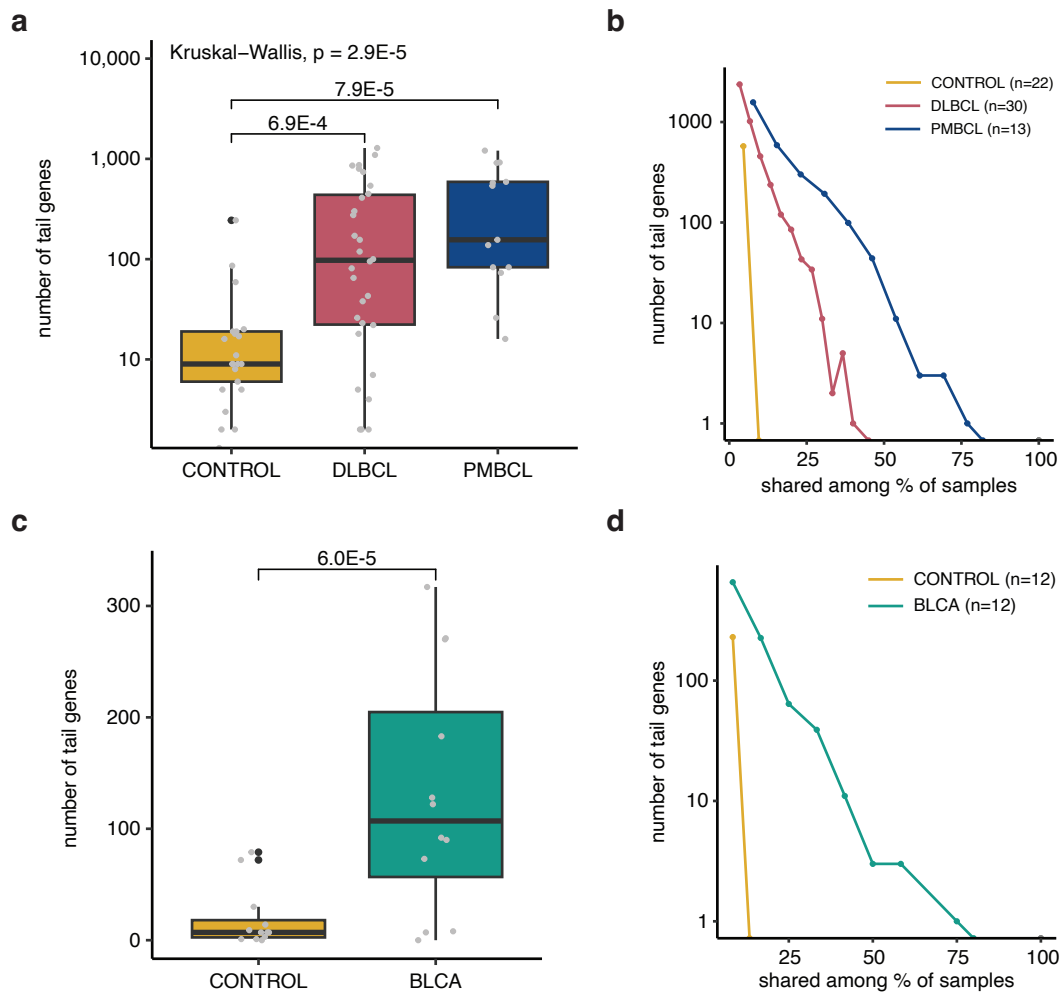 a
Kruskal–Wallis, p = 2.9E-5
7.9E-5
6.9E-4
10,000
1,000
100
10
number of tail genes
CONTROL
DLBCL
PMBCL
b
CONTROL (n=22)
DLBCL (n=30)
PMBCL (n=13)
1000
100
10
1
number of tail genes
0
25
50
75
100
shared among % of samples
c
6.0E-5
300
200
100
0
number of tail genes
CONTROL
BLCA
d
CONTROL (n=12)
BLCA (n=12)
100
10
1
number of tail genes
25
50
75
100
shared among % of samples